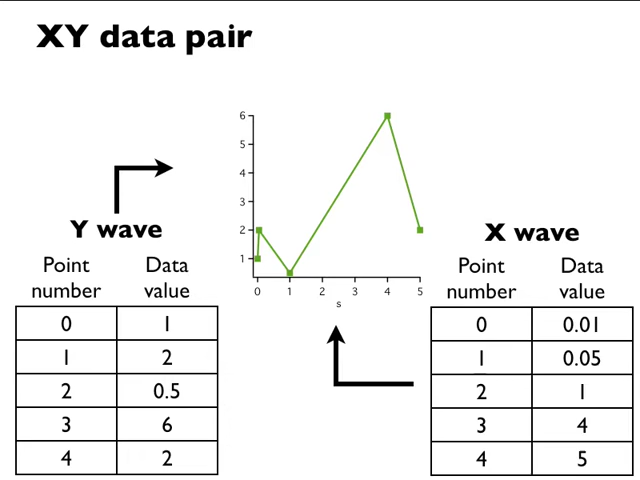 XY data pair
6
5
4
3
2
1
0 1 2 3 4 5
s
Y wave
Point Data
number value
0 1
1 2
2 0.5
3 6
4 2
X wave
Point Data
number value
0 0.01
1 0.05
2 1
3 4
4 5